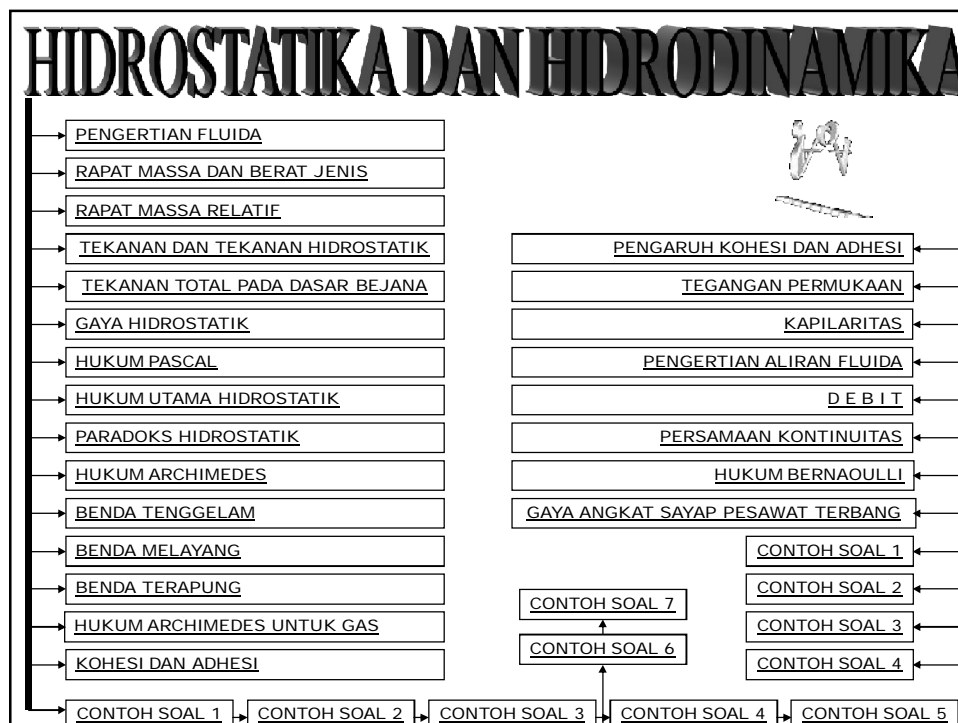 HIDROSTATIKA DAN HIDRODINAMIKA
PENGERTIAN FLUIDA
RAPAT MASSA DAN BERAT JENIS
RAPAT MASSA RELATIF
TEKANAN DAN TEKANAN HIDROSTATIK
TEKANAN TOTAL PADA DASAR BEJANA
GAYA HIDROSTATIK
HUKUM PASCAL
HUKUM UTAMA HIDROSTATIK
PARADOKS HIDROSTATIK
HUKUM ARCHIMEDES
BENDA TENGGELAM
BENDA MELAYANG
BENDA TERAPUNG
HUKUM ARCHIMEDES UNTUK GAS
KOHESI DAN ADHESI
PENGARUH KOHESI DAN ADHESI
TEGANGAN PERMUKAAN
KAPILARITAS
PENGERTIAN ALIRAN FLUIDA
D E B I T
PERSAMAAN KONTINUITAS
HUKUM BERNAOULLI
GAYA ANGKAT SAYAP PESAWAT TERBANG
CONTOH SOAL 1
CONTOH SOAL 2
CONTOH SOAL 3
CONTOH SOAL 4
CONTOH SOAL 7
CONTOH SOAL 6
CONTOH SOAL 1 CONTOH SOAL 2 CONTOH SOAL 3 CONTOH SOAL 4 CONTOH SOAL 5